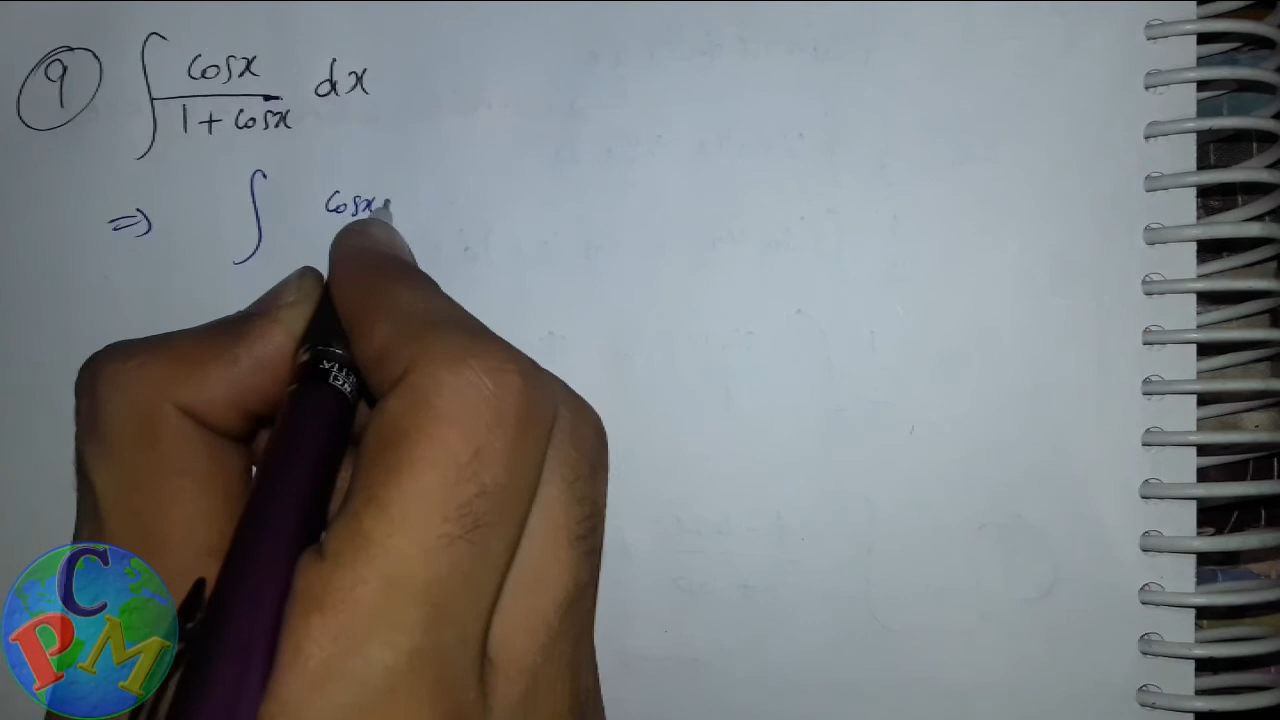 9 ∫ cosx / 1 + cosx dx
⇒ ∫ cosx
CPM